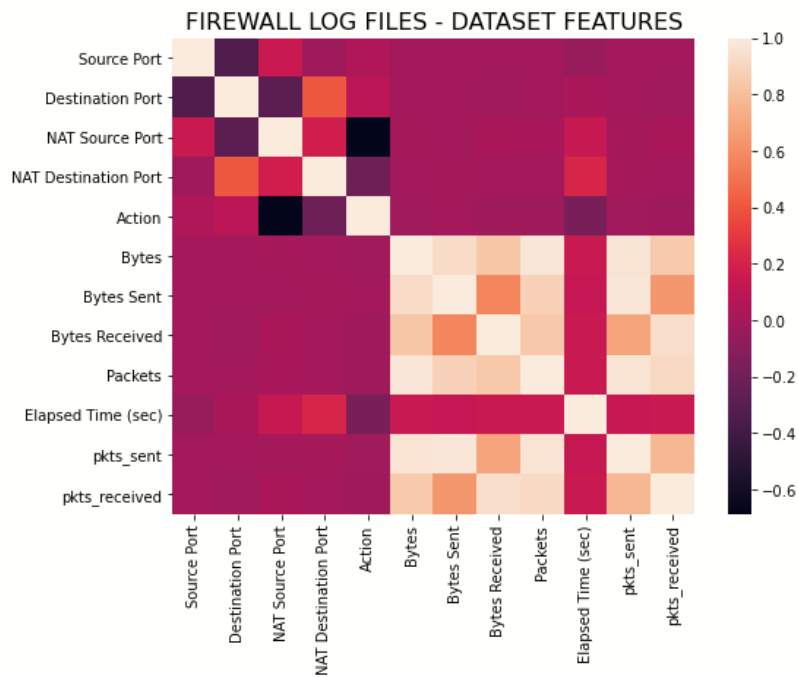 FIREWALL LOG FILES - DATASET FEATURES
Source Port
Destination Port
NAT Source Port
NAT Destination Port
Action
Bytes
Bytes Sent
Bytes Received
Packets
Elapsed Time (sec)
pkts_sent
pkts_received
Source Port
Destination Port
NAT Source Port
NAT Destination Port
Action
Bytes
Bytes Sent
Bytes Received
Packets
Elapsed Time (sec)
pkts_sent
pkts_received
1.0
0.8
0.6
0.4
0.2
0.0
−0.2
−0.4
−0.6